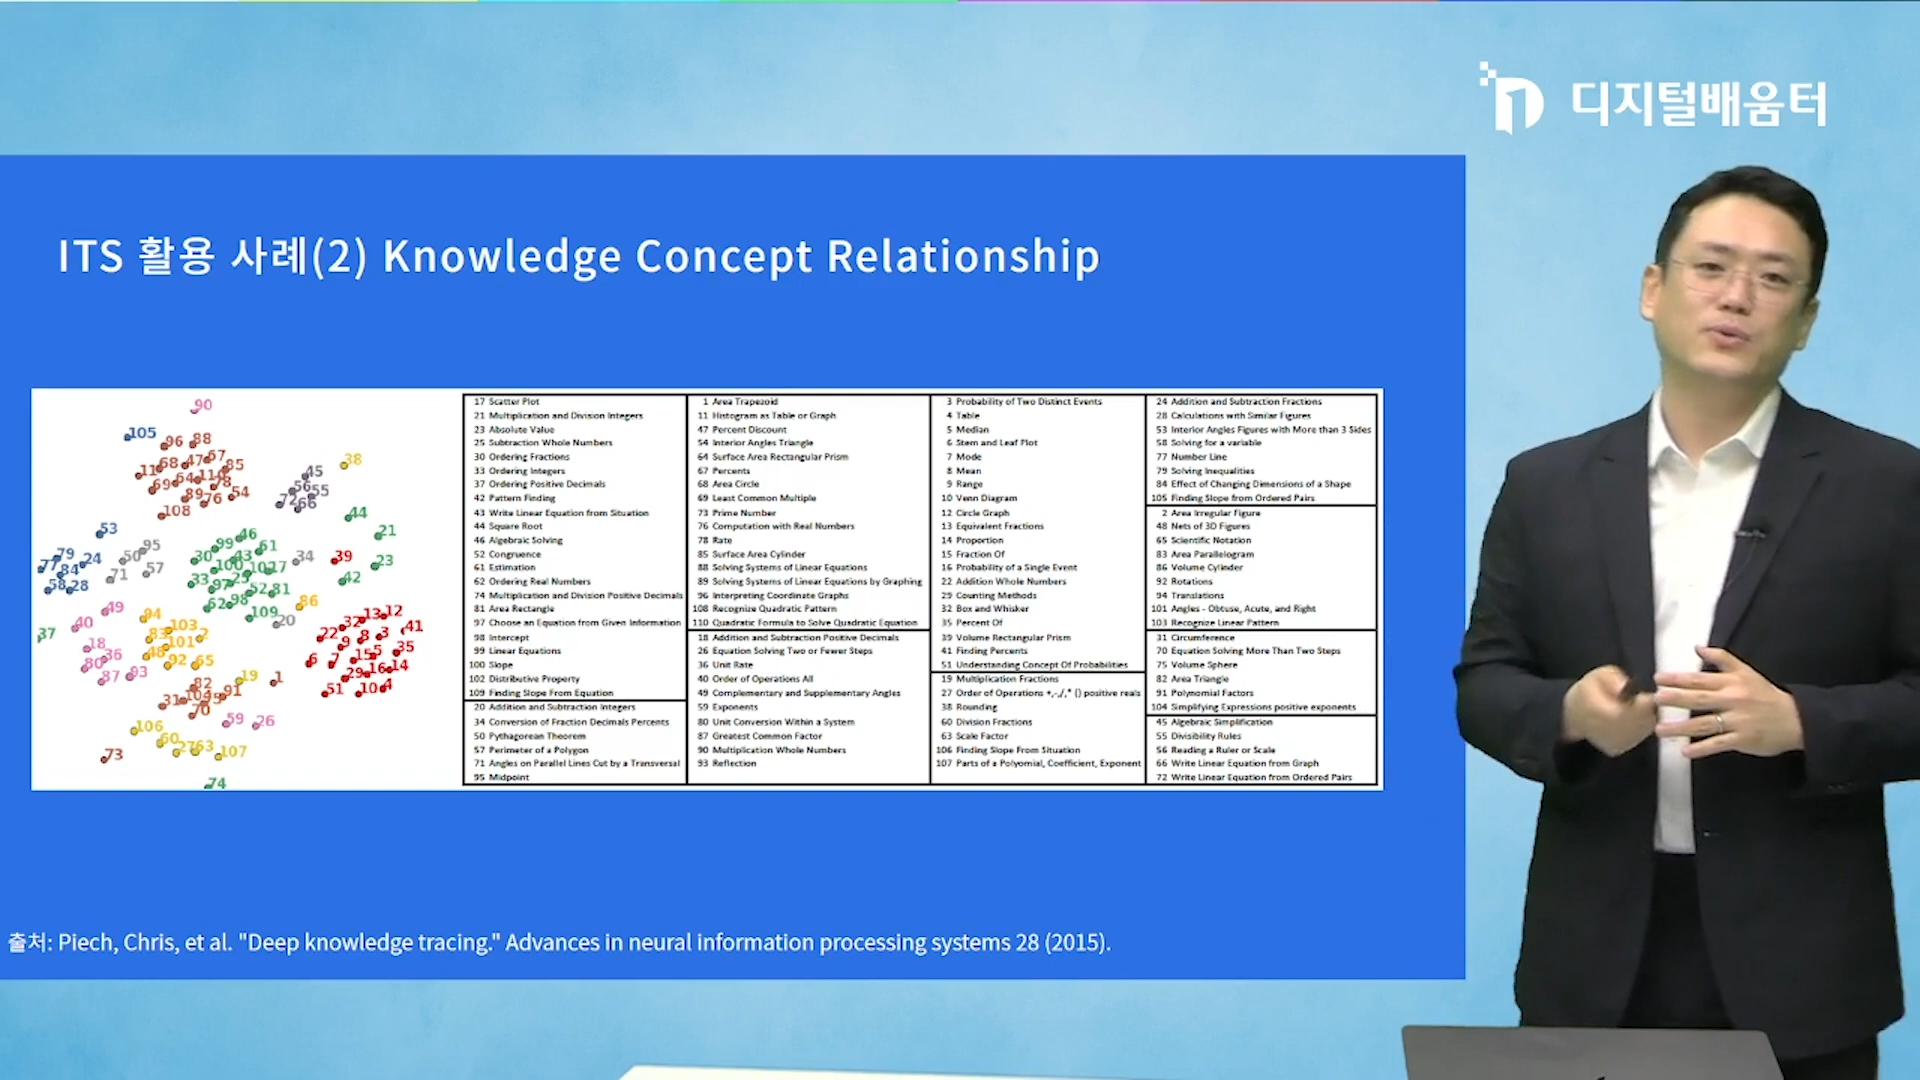 디지털배움터
ITS 활용 사례(2) Knowledge Concept Relationship
17 Scatter Plot
21 Multiplication and Division Integers
23 Absolute Value
25 Subtraction Whole Numbers
30 Ordering Fractions
33 Ordering Integers
37 Ordering Positive Decimals
42 Pattern Finding
43 Write Linear Equation from Situation
44 Square Root
46 Algebraic Solving
52 Congruence
61 Estimation
62 Ordering Real Numbers
74 Multiplication and Division Positive Decimals
81 Area Rectangle
97 Choose an Equation from Given Information
98 Intercept
99 Linear Equations
100 Slope
102 Distributive Property
109 Finding Slope From Equation
20 Addition and Subtraction Integers
34 Conversion of Fraction Decimals Percents
50 Pythagorean Theorem
57 Perimeter of a Polygon
71 Angles on Parallel Lines Cut by a Transversal
95 Midpoint
1 Area Trapezoid
11 Histogram as Table or Graph
47 Percent Discount
54 Interior Angles Triangle
64 Surface Area Rectangular Prism
67 Percents
68 Area Circle
69 Least Common Multiple
73 Prime Number
76 Computation with Real Numbers
78 Rate
85 Surface Area Cylinder
88 Solving Systems of Linear Equations
89 Solving Systems of Linear Equations by Graphing
96 Interpreting Coordinate Graphs
108 Recognize Quadratic Pattern
110 Quadratic Formula to Solve Quadratic Equation
18 Addition and Subtraction Positive Decimals
26 Equation Solving Two or Fewer Steps
36 Unit Rate
40 Order of Operations All
49 Complementary and Supplementary Angles
59 Exponents
80 Unit Conversion Within a System
87 Greatest Common Factor
90 Multiplication Whole Numbers
93 Reflection
3 Probability of Two Distinct Events
4 Table
5 Median
6 Stem and Leaf Plot
7 Mode
8 Mean
9 Range
10 Venn Diagram
12 Circle Graph
13 Equivalent Fractions
14 Proportion
15 Fraction Of
16 Probability of a Single Event
22 Addition Whole Numbers
29 Counting Methods
32 Box and Whisker
35 Percent Of
39 Volume Rectangular Prism
41 Finding Percents
51 Understanding Concept Of Probabilities
19 Multiplication Fractions
27 Order of Operations +,-,/,* () positive reals
38 Rounding
60 Division Fractions
63 Scale Factor
106 Finding Slope From Situation
107 Parts of a Polyomial, Coefficient, Exponent
24 Addition and Subtraction Fractions
28 Calculations with Similar Figures
53 Interior Angles Figures with More than 3 Sides
58 Solving for a variable
77 Number Line
79 Solving Inequalities
84 Effect of Changing Dimensions of a Shape
105 Finding Slope from Ordered Pairs
2 Area Irregular Figure
48 Nets of 3D Figures
65 Scientific Notation
83 Area Parallelogram
86 Volume Cylinder
92 Rotations
94 Translations
101 Angles - Obtuse, Acute, and Right
103 Recognize Linear Pattern
31 Circumference
70 Equation Solving More Than Two Steps
75 Volume Sphere
82 Area Triangle
91 Polynomial Factors
104 Simplifying Expressions positive exponents
45 Algebraic Simplification
55 Divisibility Rules
56 Reading a Ruler or Scale
66 Write Linear Equation from Graph
72 Write Linear Equation from Ordered Pairs
출처: Piech, Chris, et al. "Deep knowledge tracing." Advances in neural information processing systems 28 (2015).